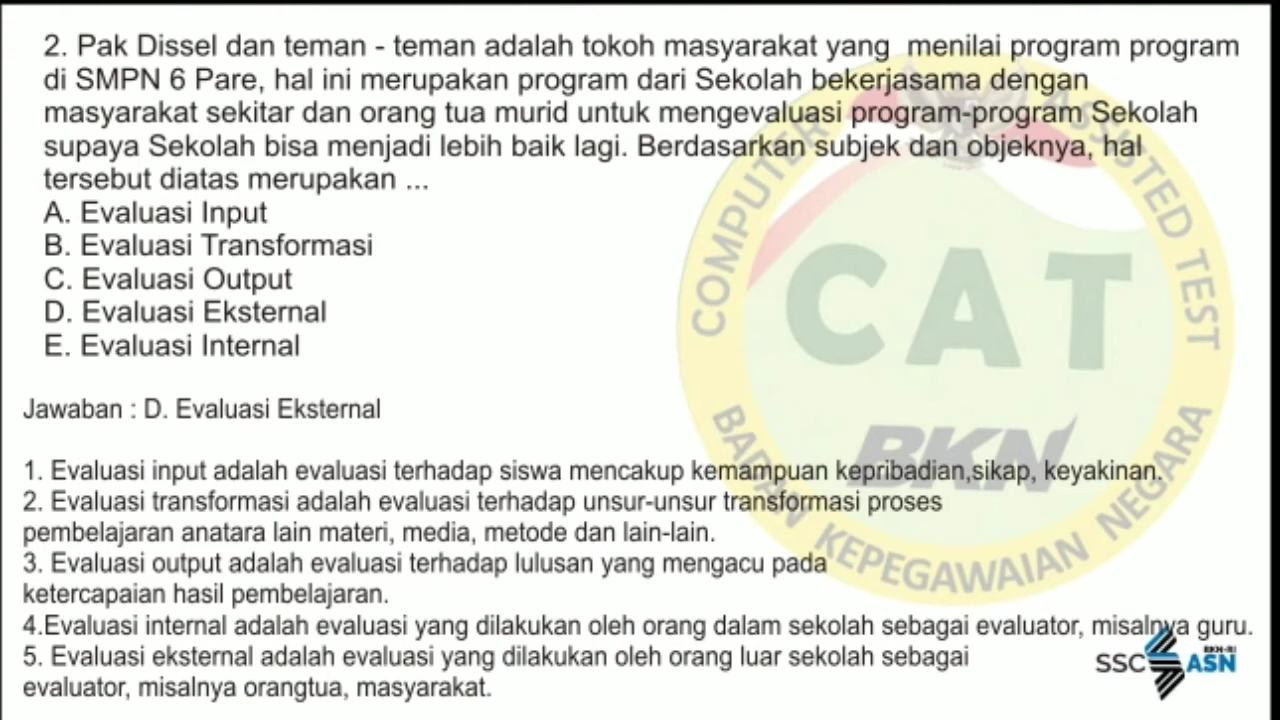 2. Pak Dissel dan teman - teman adalah tokoh masyarakat yang menilai program program
di SMPN 6 Pare, hal ini merupakan program dari Sekolah bekerjasama dengan
masyarakat sekitar dan orang tua murid untuk mengevaluasi program-program Sekolah
supaya Sekolah bisa menjadi lebih baik lagi. Berdasarkan subjek dan objeknya, hal
tersebut diatas merupakan ...
A. Evaluasi Input
B. Evaluasi Transformasi
C. Evaluasi Output
D. Evaluasi Eksternal
E. Evaluasi Internal
Jawaban : D. Evaluasi Eksternal
1. Evaluasi input adalah evaluasi terhadap siswa mencakup kemampuan kepribadian,sikap, keyakinan.
2. Evaluasi transformasi adalah evaluasi terhadap unsur-unsur transformasi proses
pembelajaran anatara lain materi, media, metode dan lain-lain.
3. Evaluasi output adalah evaluasi terhadap lulusan yang mengacu pada
ketercapaian hasil pembelajaran.
4.Evaluasi internal adalah evaluasi yang dilakukan oleh orang dalam sekolah sebagai evaluator, misalnya guru.
5. Evaluasi eksternal adalah evaluasi yang dilakukan oleh orang luar sekolah sebagai
evaluator, misalnya orangtua, masyarakat.
COMPUTER ASSISTED TEST
CAT
BKN
BADAN KEPEGAWAIAN NEGARA
BKN-RI
SSC ASN